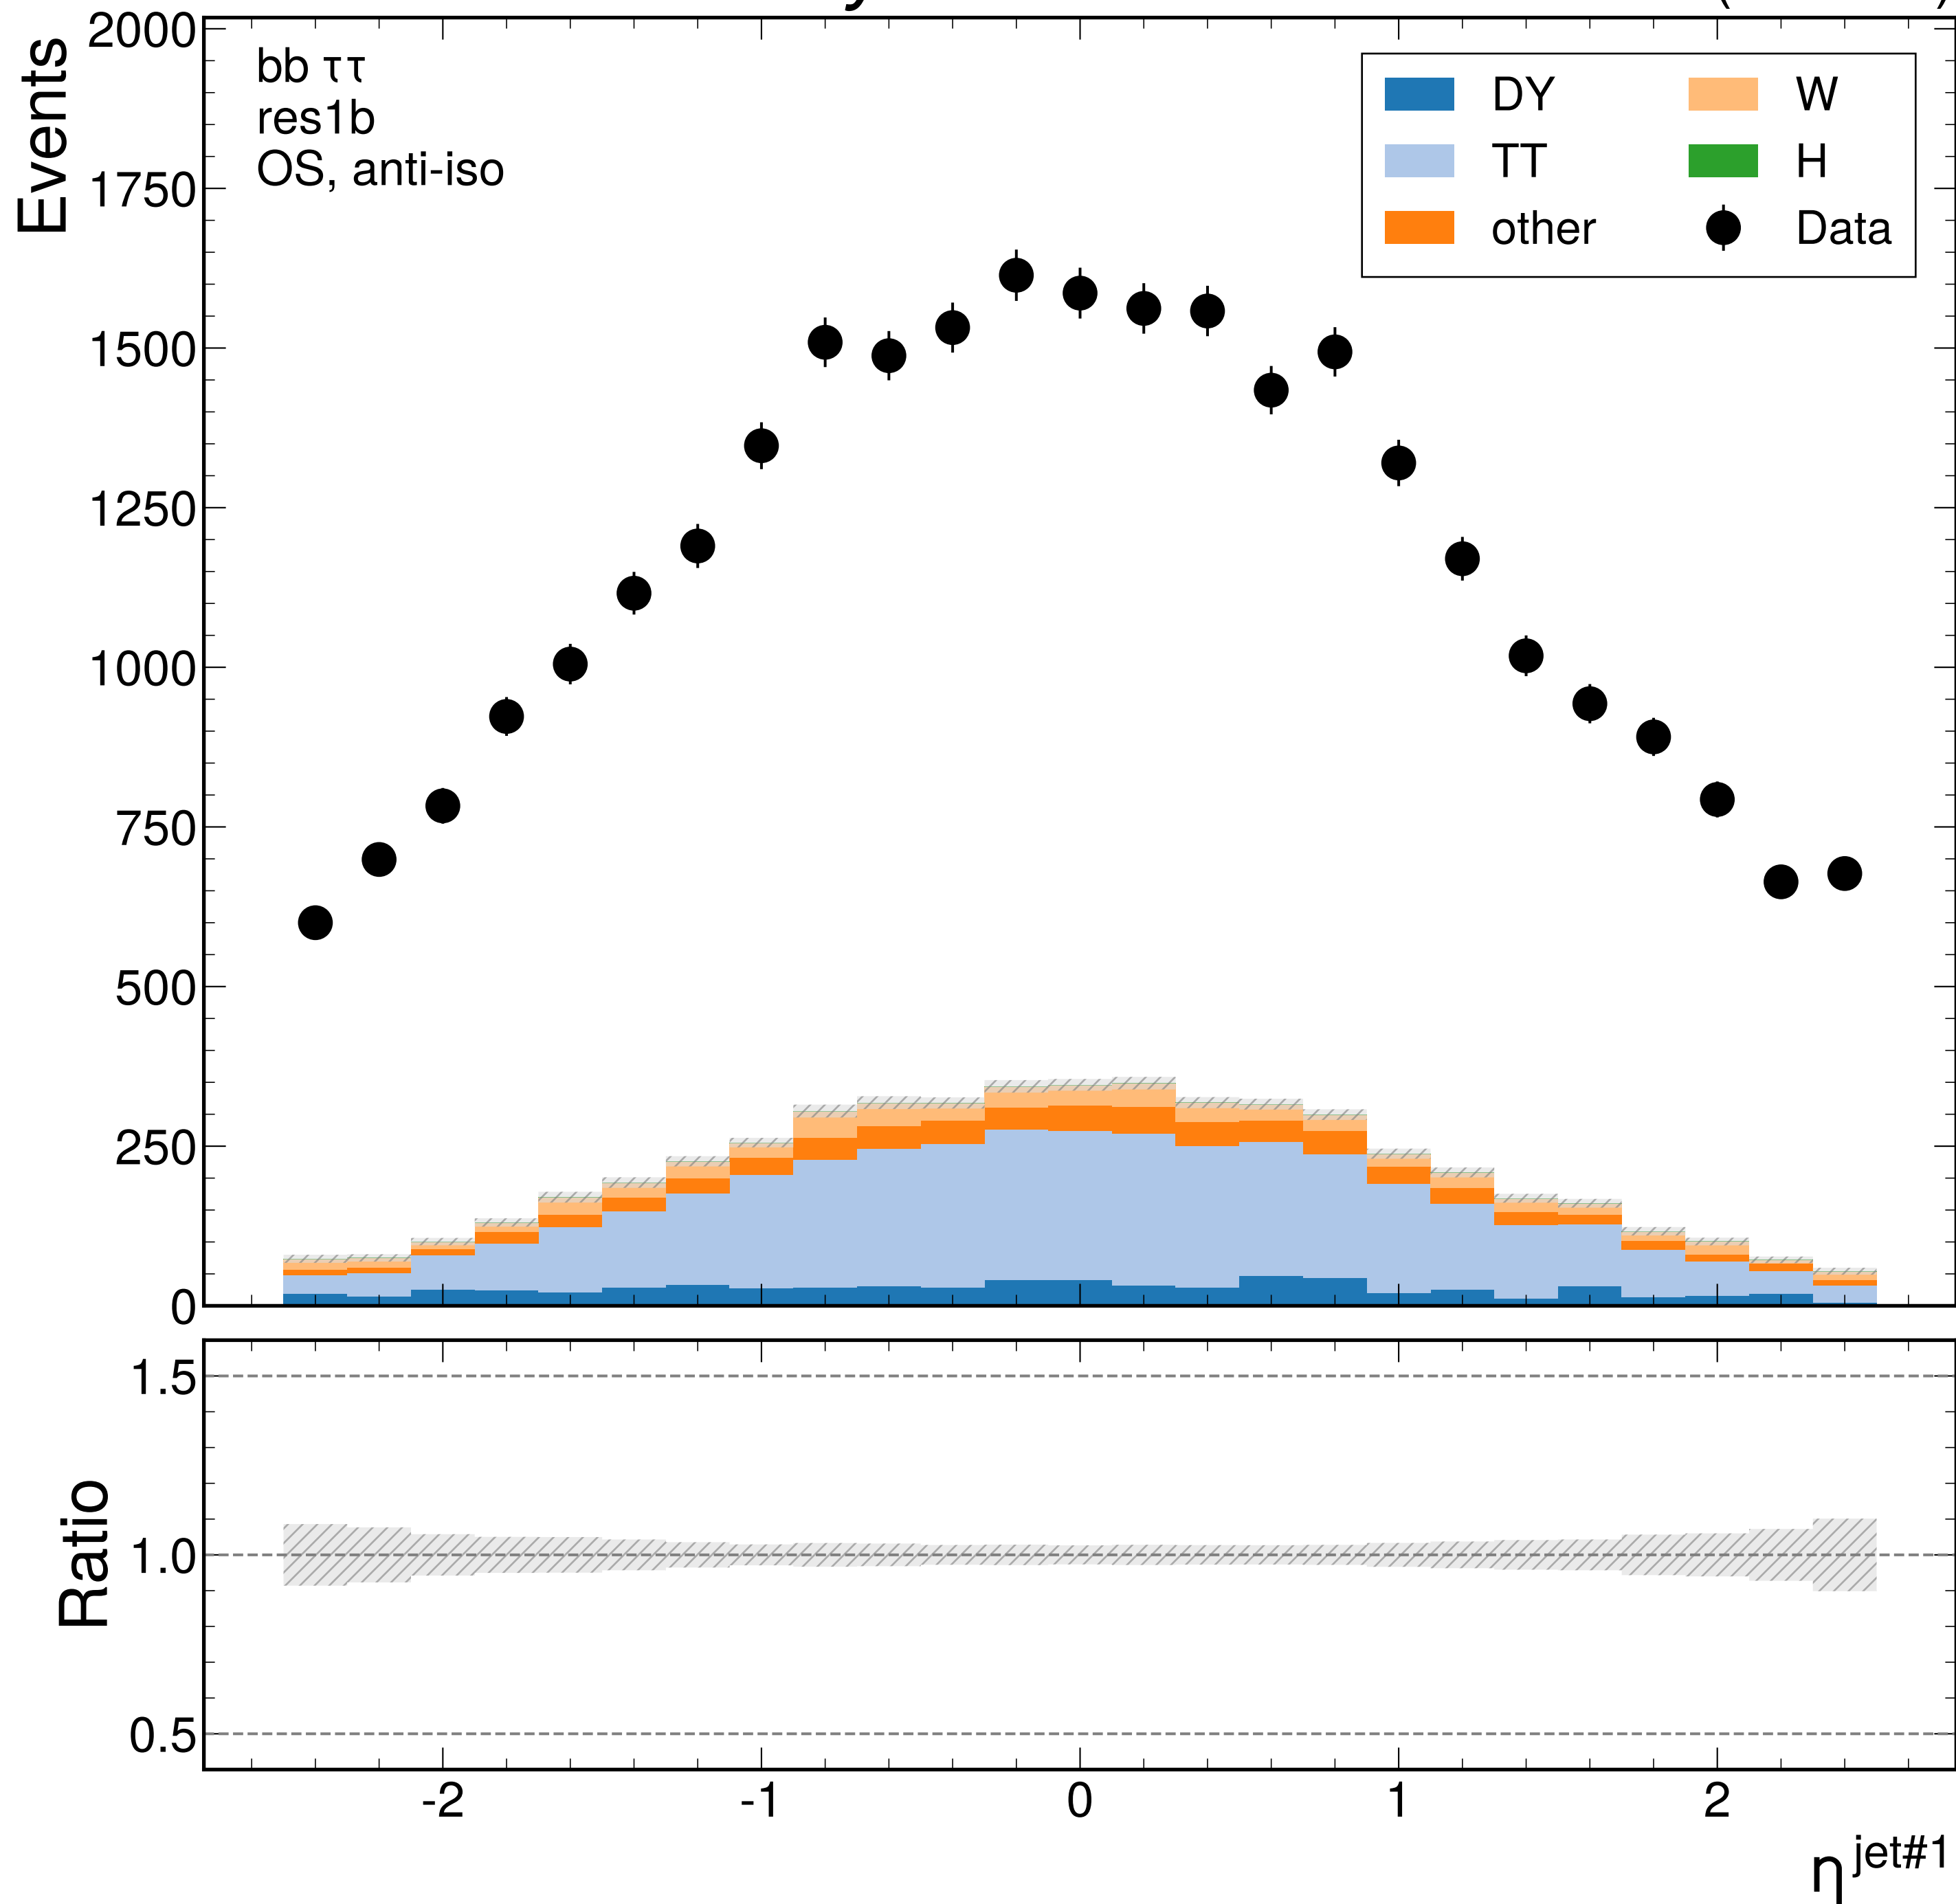 Events
2000
1750
1500
1250
1000
750
500
250
0
bb ττ
res1b
OS, anti-iso
DY
TT
other
W
H
Data
Ratio
1.5
1.0
0.5
-2 -1 0 1 2
η^jet#1